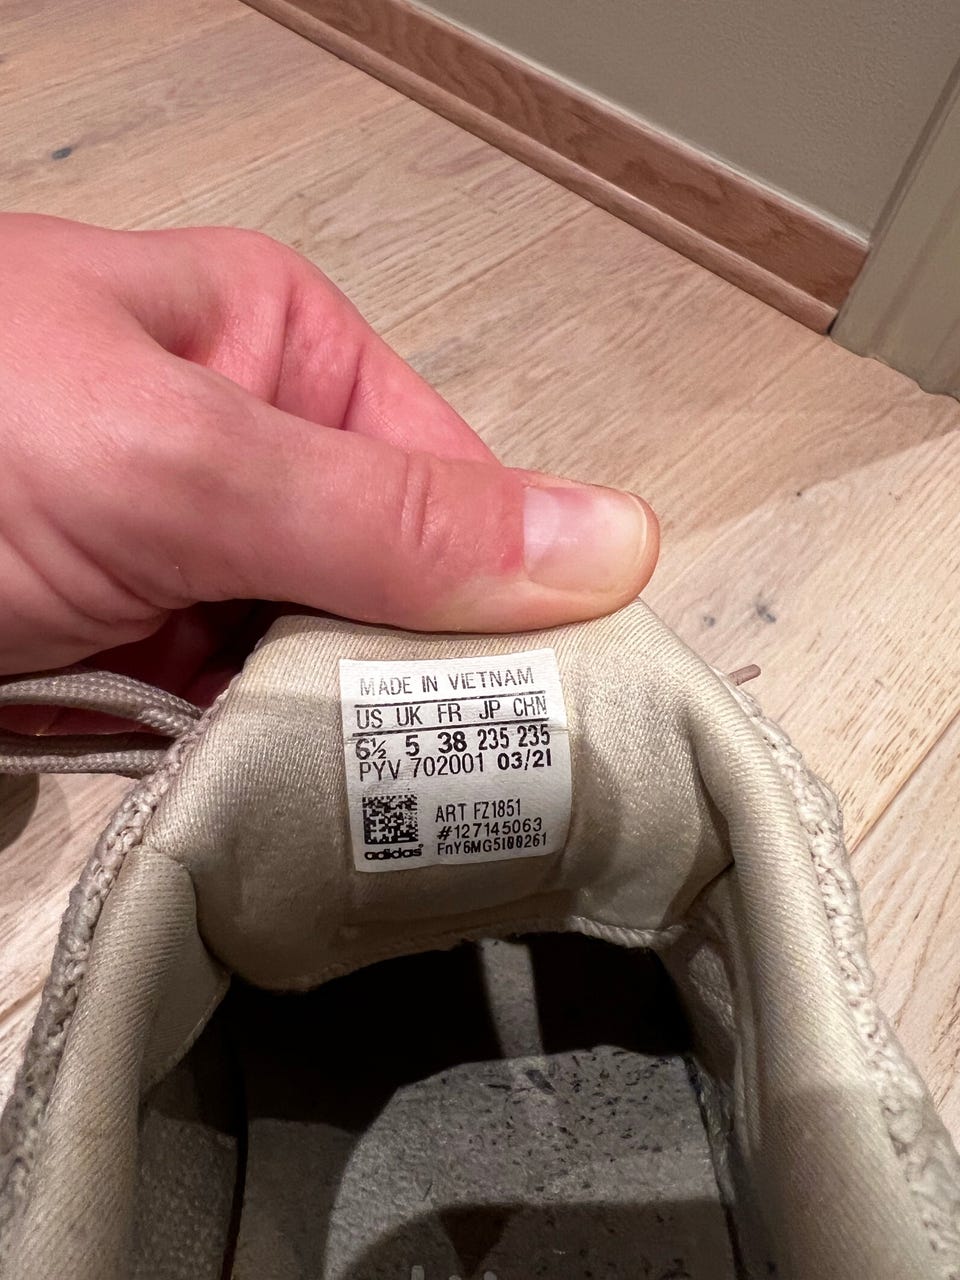 MADE IN VIETNAM
US UK FR JP CHN
6½ 5 38 235 235
PYV 702001 03/21
ART FZ1851
#127145063
adidas